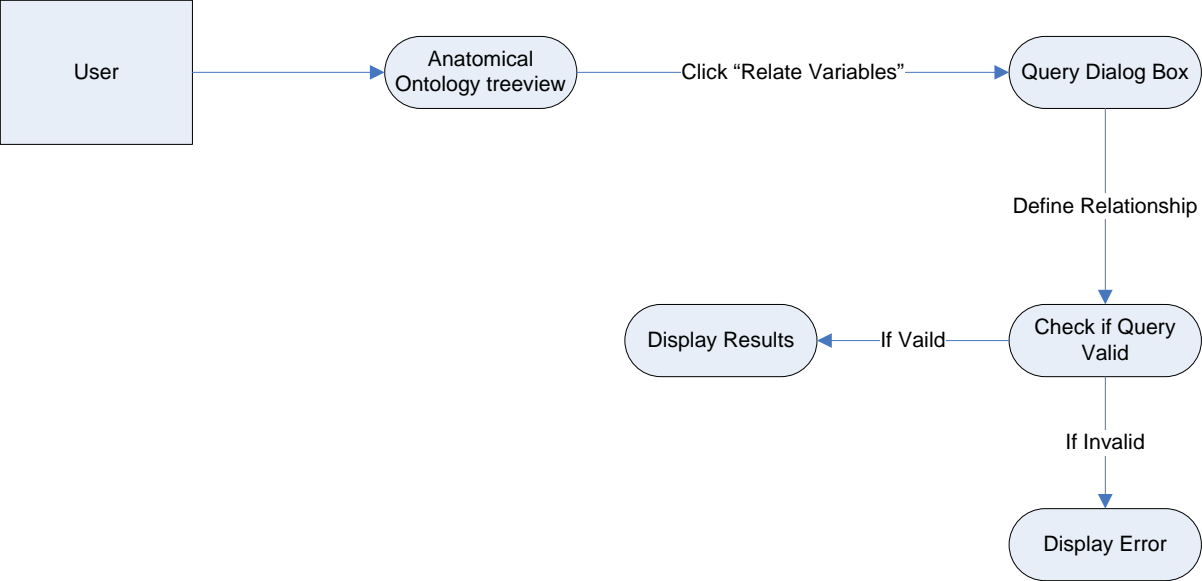 User
Anatomical
Ontology treeview
Click “Relate Variables”
Query Dialog Box
Define Relationship
Check if Query
Valid
If Vaild
Display Results
If Invalid
Display Error